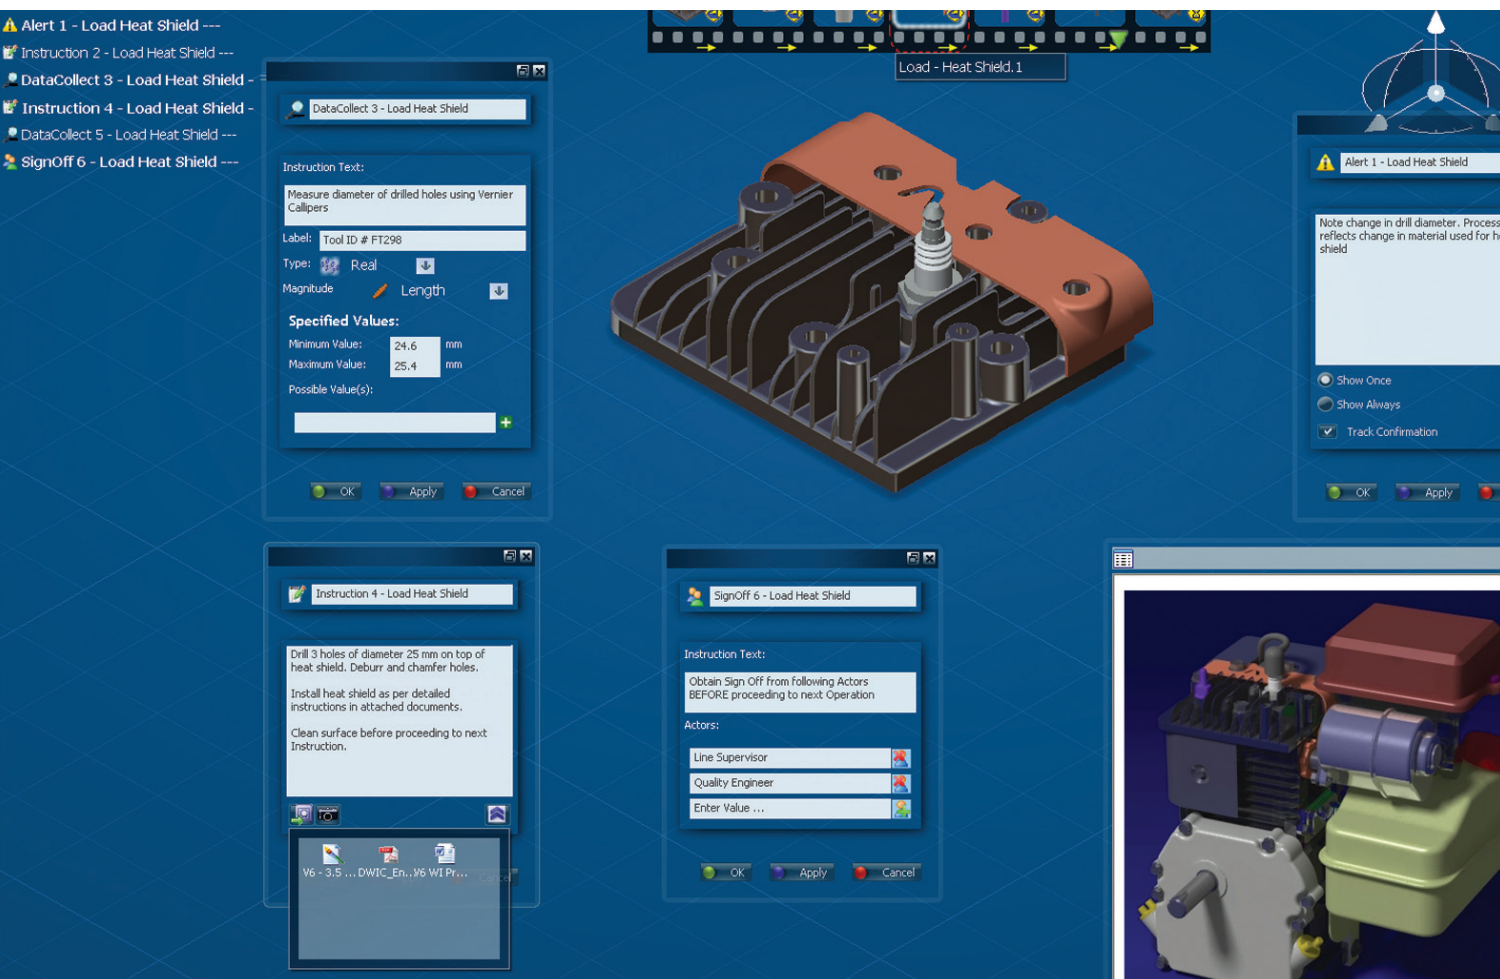 Alert 1 - Load Heat Shield ---
Instruction 2 - Load Heat Shield ---
DataCollect 3 - Load Heat Shield -
Instruction 4 - Load Heat Shield -
DataCollect 5 - Load Heat Shield ---
SignOff 6 - Load Heat Shield ---
Load - Heat Shield.1
DataCollect 3 - Load Heat Shield
Instruction Text:
Measure diameter of drilled holes using Vernier
Callipers
Label: Tool ID # FT298
Type: Real
Magnitude Length
Specified Values:
Minimum Value: 24.6 mm
Maximum Value: 25.4 mm
Possible Value(s):
OK Apply Cancel
Alert 1 - Load Heat Shield
Note change in drill diameter. Process
reflects change in material used for
shield
Show Once
Show Always
Track Confirmation
OK Apply
Instruction 4 - Load Heat Shield
Drill 3 holes of diameter 25 mm on top of
heat shield. Deburr and chamfer holes.
Install heat shield as per detailed
instructions in attached documents.
Clean surface before proceeding to next
Instruction.
V6 - 3.5 ... DWIC_En... V6 WI Pr...
Cancel
SignOff 6 - Load Heat Shield
Instruction Text:
Obtain Sign Off from following Actors
BEFORE proceeding to next Operation
Actors:
Line Supervisor
Quality Engineer
Enter Value ...
OK Apply Cancel